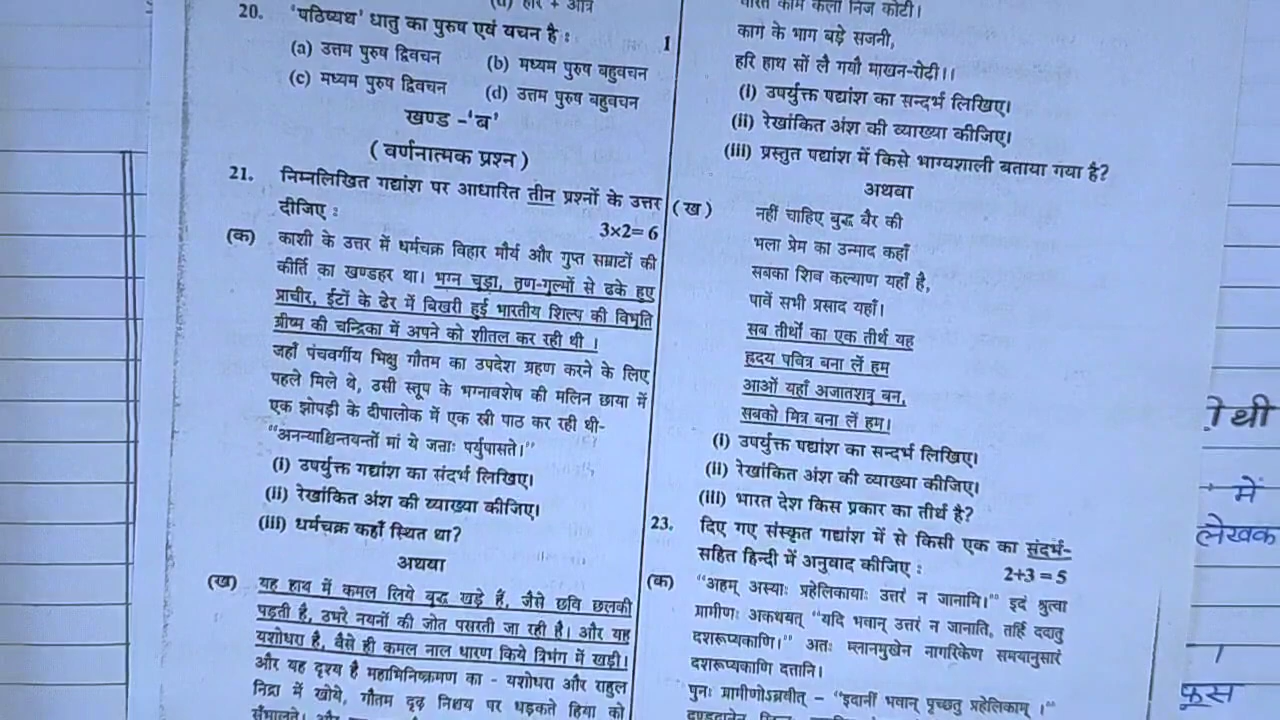 20. 'पठिष्यथ' धातु का पुरुष एवं वचन है : 1
(a) उत्तम पुरुष द्विवचन (b) मध्यम पुरुष बहुवचन
(c) मध्यम पुरुष द्विवचन (d) उत्तम पुरुष बहुवचन
खण्ड -'ब'
( वर्णनात्मक प्रश्न )
21. निम्नलिखित गद्यांश पर आधारित तीन प्रश्नों के उत्तर
दीजिए : 3×2=6
(क) काशी के उत्तर में धर्मचक्र विहार मौर्य और गुप्त सम्राटों की
कीर्ति का खण्डहर था। भग्न चूड़ा, तृण-गुल्मों से ढके हुए
प्राचीर, ईटों के ढेर में बिखरी हुई भारतीय शिल्प की विभूति
ग्रीष्म की चन्द्रिका में अपने को शीतल कर रही थी ।
जहाँ पंचवर्गीय भिक्षु गौतम का उपदेश ग्रहण करने के लिए
पहले मिले थे, उसी स्तूप के भग्नावशेष की मलिन छाया में
एक झोपड़ी के दीपालोक में एक स्त्री पाठ कर रही थी-
"अनन्याश्चिन्तयन्तों मां ये जनाः पर्युपासते।"
(i) उपर्युक्त गद्यांश का संदर्भ लिखिए।
(ii) रेखांकित अंश की व्याख्या कीजिए।
(iii) धर्मचक्र कहाँ स्थित था?
अथवा
(ख) यह हाथ में कमल लिये बुद्ध खड़े हैं, जैसे छवि छलकी
पड़ती है, उभरे नयनों की जोत पसरती जा रही है। और यह
यशोधरा है, वैसे ही कमल नाल धारण किये त्रिभंग में खड़ी।
और यह दृश्य है महाभिनिष्क्रमण का - यशोधरा और राहुल
निद्रा में खोये, गौतम दृढ़ निश्चय पर धड़कते हिया को
सँभालते। और
कागे के भाग बड़े सजनी,
हरि हाथ सों लै गयौ माखन-रोटी।।
(i) उपर्युक्त पद्यांश का सन्दर्भ लिखिए।
(ii) रेखांकित अंश की व्याख्या कीजिए।
(iii) प्रस्तुत पद्यांश में किसे भाग्यशाली बताया गया है?
अथवा
(ख) नहीं चाहिए बुद्ध बैर की
भला प्रेम का उन्माद कहाँ
सबका शिव कल्याण यहाँ है,
पावें सभी प्रसाद यहाँ।
सब तीर्थों का एक तीर्थ यह
हृदय पवित्र बना लें हम
आओं यहाँ अजातशत्रु बन,
सबको मित्र बना लें हम।
(i) उपर्युक्त पद्यांश का सन्दर्भ लिखिए।
(ii) रेखांकित अंश की व्याख्या कीजिए।
(iii) भारत देश किस प्रकार का तीर्थ है?
23. दिए गए संस्कृत गद्यांश में से किसी एक का संदर्भ-
सहित हिन्दी में अनुवाद कीजिए : 2+3=5
(क) "अहम् अस्याः प्रहेलिकायाः उत्तरं न जानामि।" इदं श्रुत्वा
ग्रामीणः अकथयत् "यदि भवान् उत्तरं न जानाति, तर्हि ददातु
दशरूप्यकाणि।" अतः म्लानमुखेन नागरिकेण समयानुसारं
दशरूप्यकाणि दत्तानि।
पुनः ग्रामीणोऽब्रवीत् – "इदानीं भवान् पृच्छतु प्रहेलिकाम् ।"
थी
में
लेखक